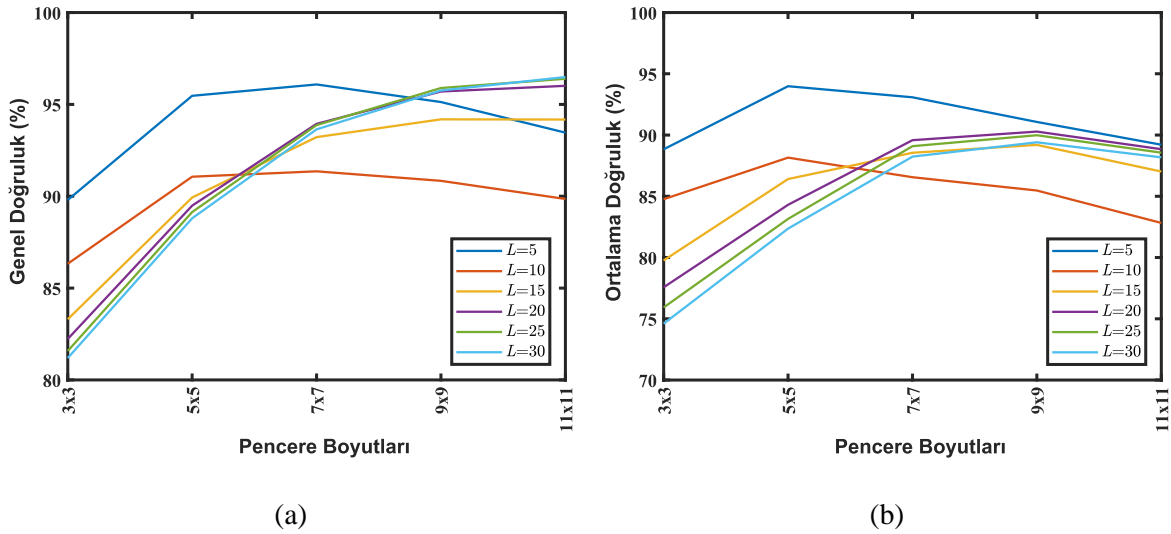 100
95
90
85
80
Genel Doğruluk (%)
3x3
5x5
7x7
9x9
11x11
Pencere Boyutları
L=5
L=10
L=15
L=20
L=25
L=30
(a)
100
95
90
85
80
75
70
Ortalama Doğruluk (%)
3x3
5x5
7x7
9x9
11x11
Pencere Boyutları
L=5
L=10
L=15
L=20
L=25
L=30
(b)